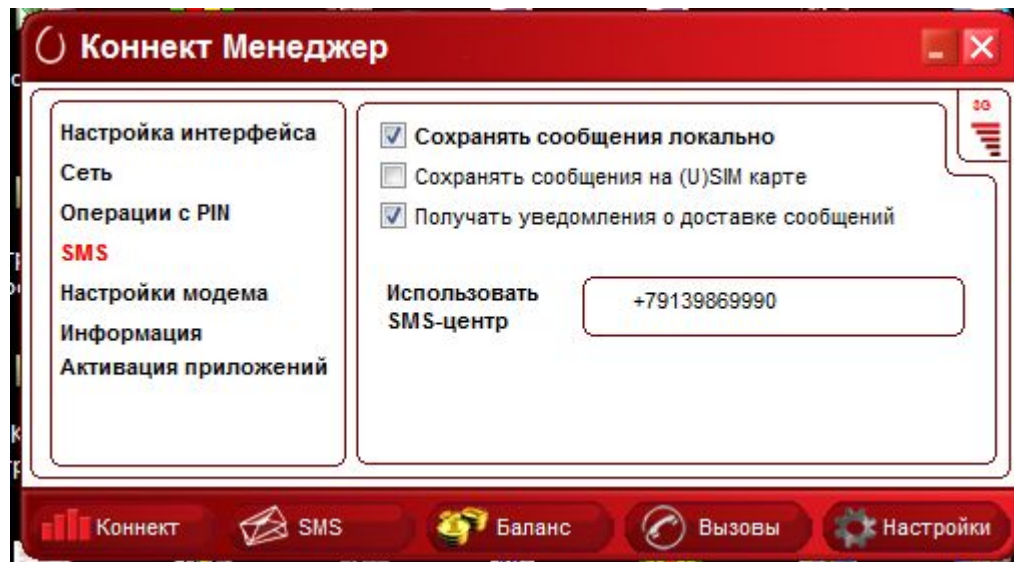 Коннект Менеджер
3G
Настройка интерфейса
Сеть
Операции с PIN
SMS
Настройки модема
Информация
Активация приложений
Сохранять сообщения локально
Сохранять сообщения на (U)SIM карте
Получать уведомления о доставке сообщений
Использовать
SMS-центр
+79139869990
Коннект
SMS
Баланс
Вызовы
Настройки